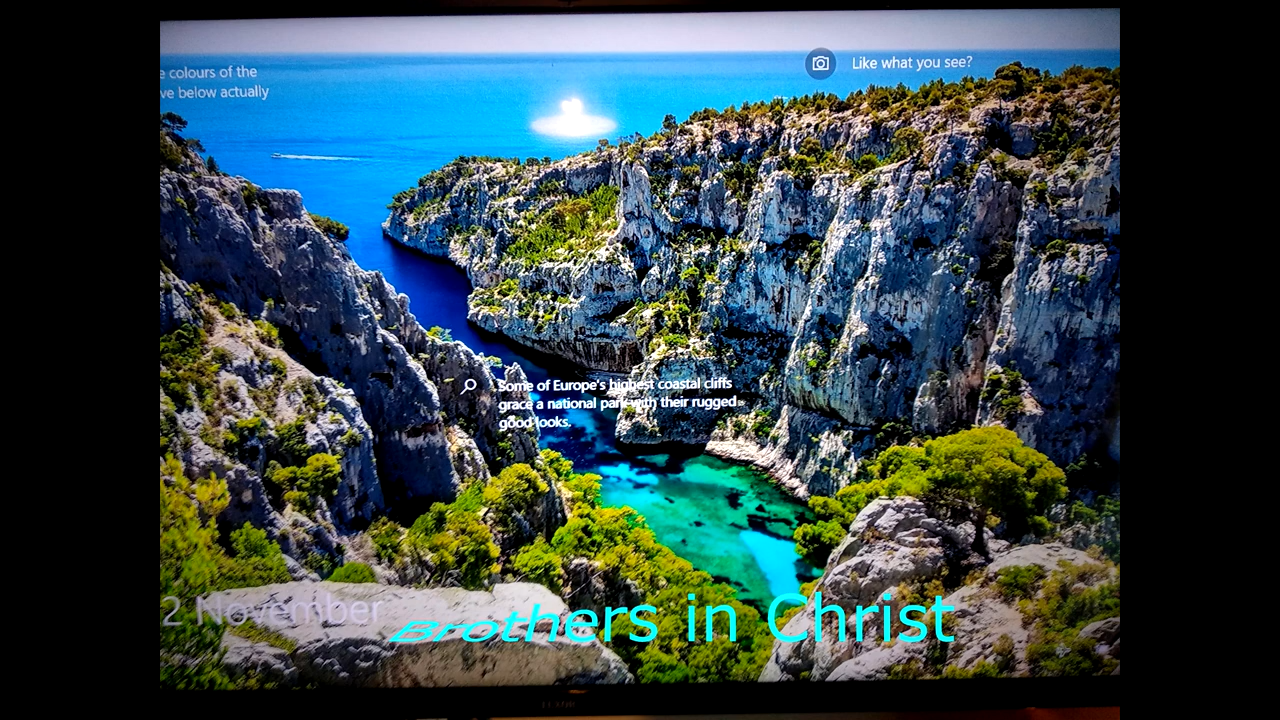 e colours of the
ve below actually
Like what you see?
Some of Europe's highest coastal cliffs
grace a national park with their rugged
good looks.
2 November
Brothers in Christ